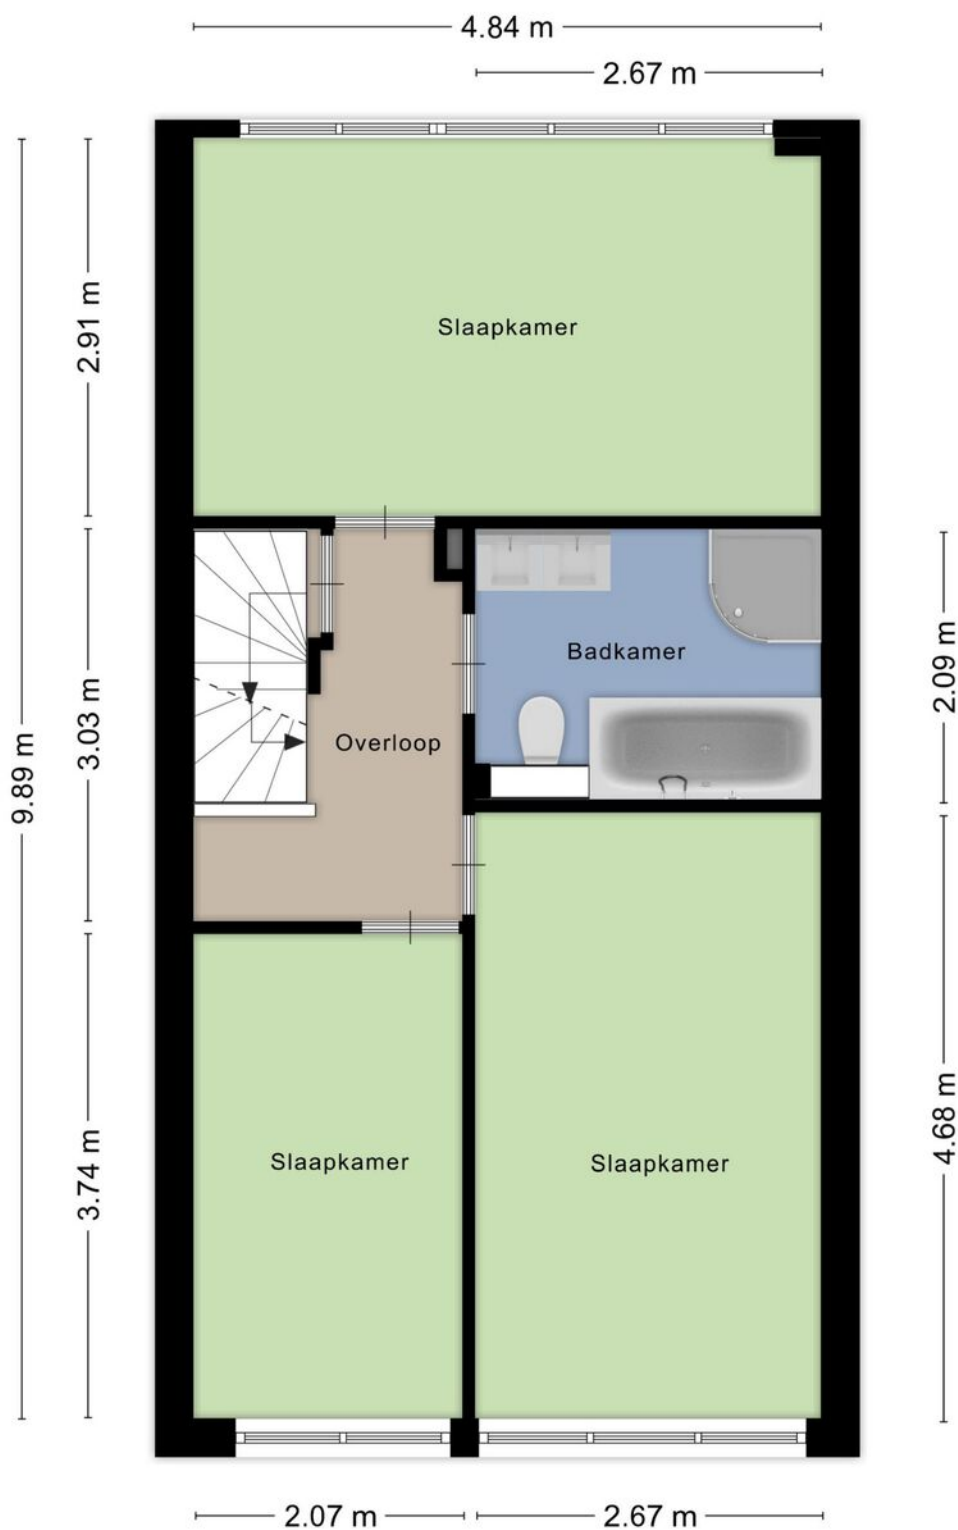 4.84 m
2.67 m
2.91 m
Slaapkamer
9.89 m
3.03 m
2.09 m
Badkamer
Overloop
3.74 m
4.68 m
Slaapkamer
Slaapkamer
2.07 m
2.67 m